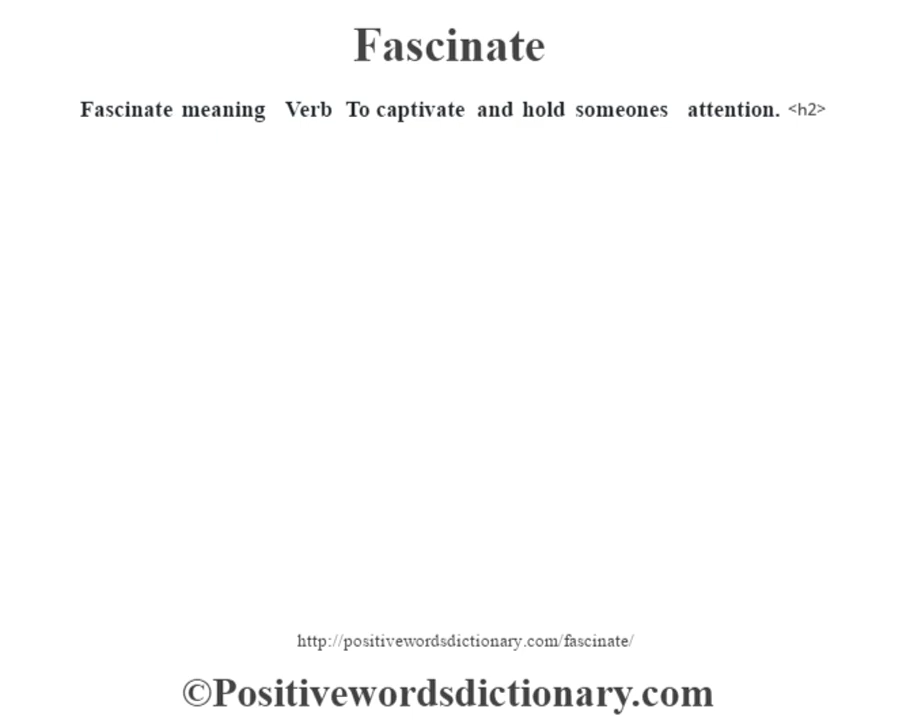 Fascinate
Fascinate meaning Verb To captivate and hold someones attention. <h2>
http://positivewordsdictionary.com/fascinate/
©Positivewordsdictionary.com